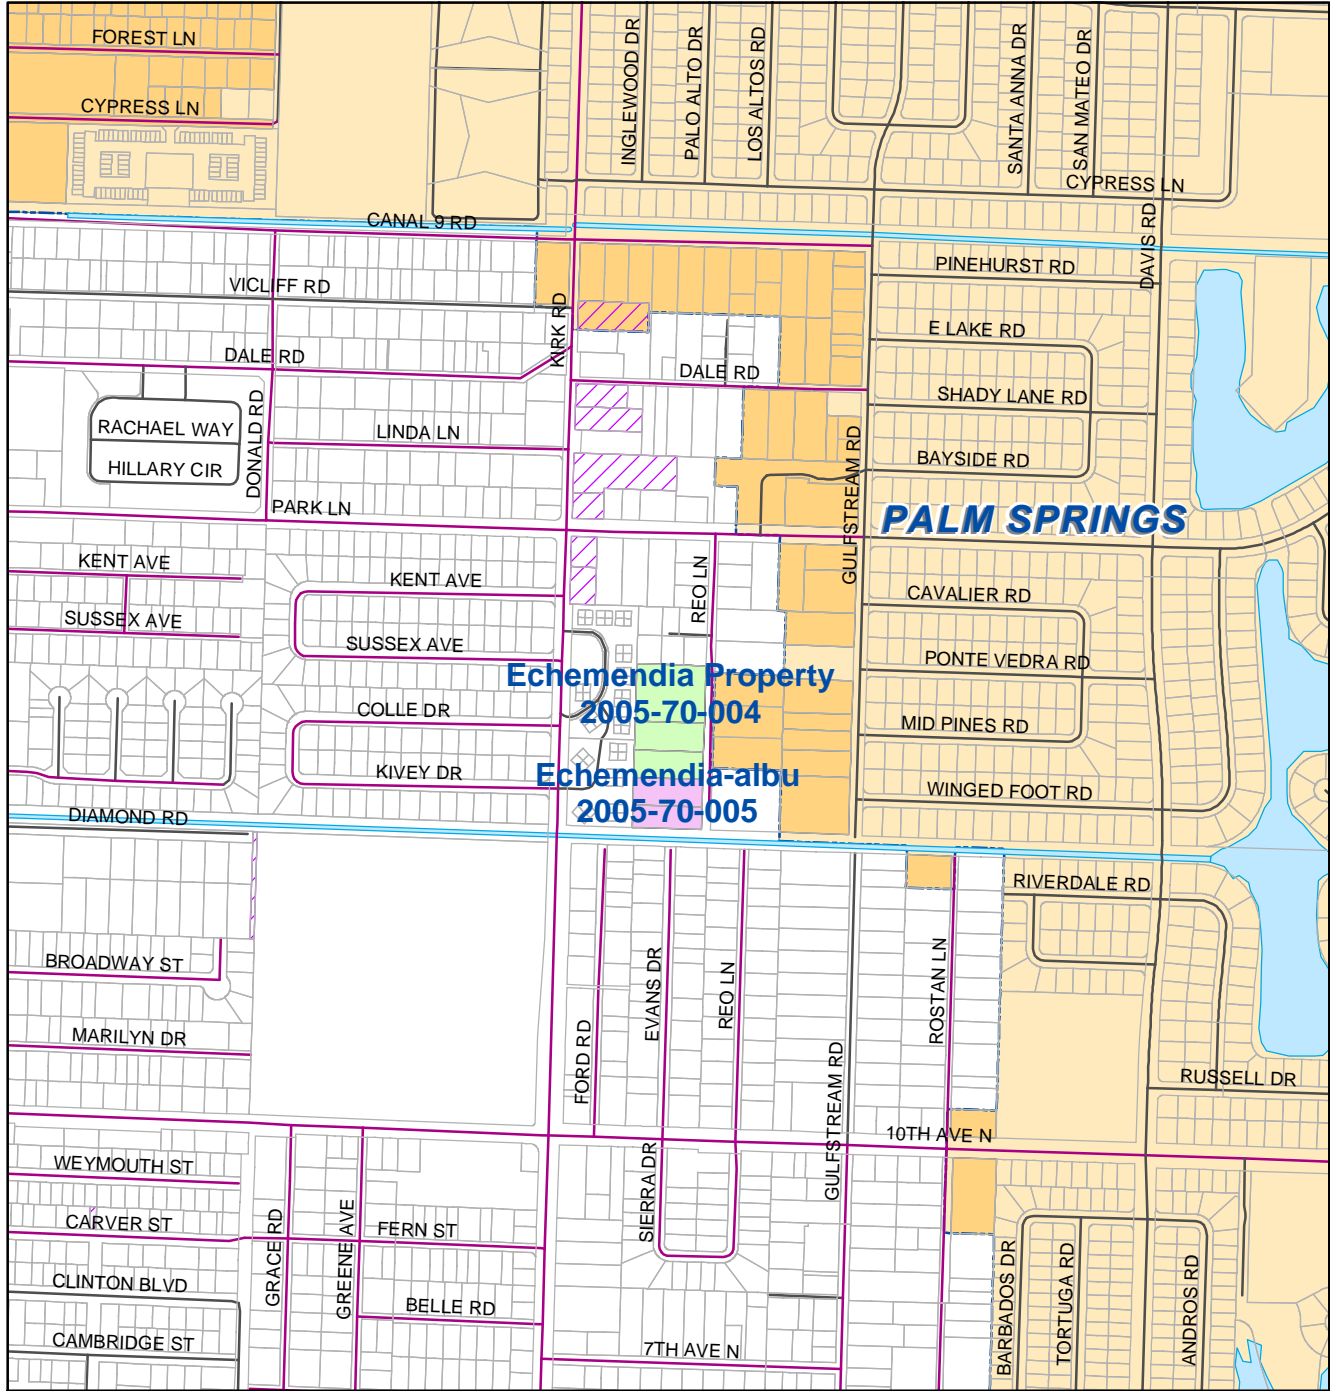 FOREST LN
CYPRESS LN
INGLEWOOD DR
PALO ALTO DR
LOS ALTOS RD
SANTA ANNA DR
SAN MATEO DR
CYPRESS LN
CANAL 9 RD
DAVIS RD
PINEHURST RD
VICLIFF RD
KIRK RD
E LAKE RD
DALE RD
DALE RD
SHADY LANE RD
DONALD RD
RACHAEL WAY
LINDA LN
GULFSTREAM RD
BAYSIDE RD
HILLARY CIR
PARK LN
PALM SPRINGS
KENT AVE
KENT AVE
REO LN
CAVALIER RD
SUSSEX AVE
SUSSEX AVE
PONTE VEDRA RD
Echemendia Property
2005-70-004
COLLE DR
MID PINES RD
KIVEY DR
Echemendia-albu
2005-70-005
WINGED FOOT RD
DIAMOND RD
RIVERDALE RD
BROADWAY ST
EVANS DR
REO LN
ROSTAN LN
MARILYN DR
FORD RD
GULFSTREAM RD
RUSSELL DR
10TH AVE N
WEYMOUTH ST
SIERRA DR
CARVER ST
GRACE RD
GREENE AVE
FERN ST
BARBADOS DR
TORTUGA RD
ANDROS RD
CLINTON BLVD
BELLE RD
CAMBRIDGE ST
7TH AVE N